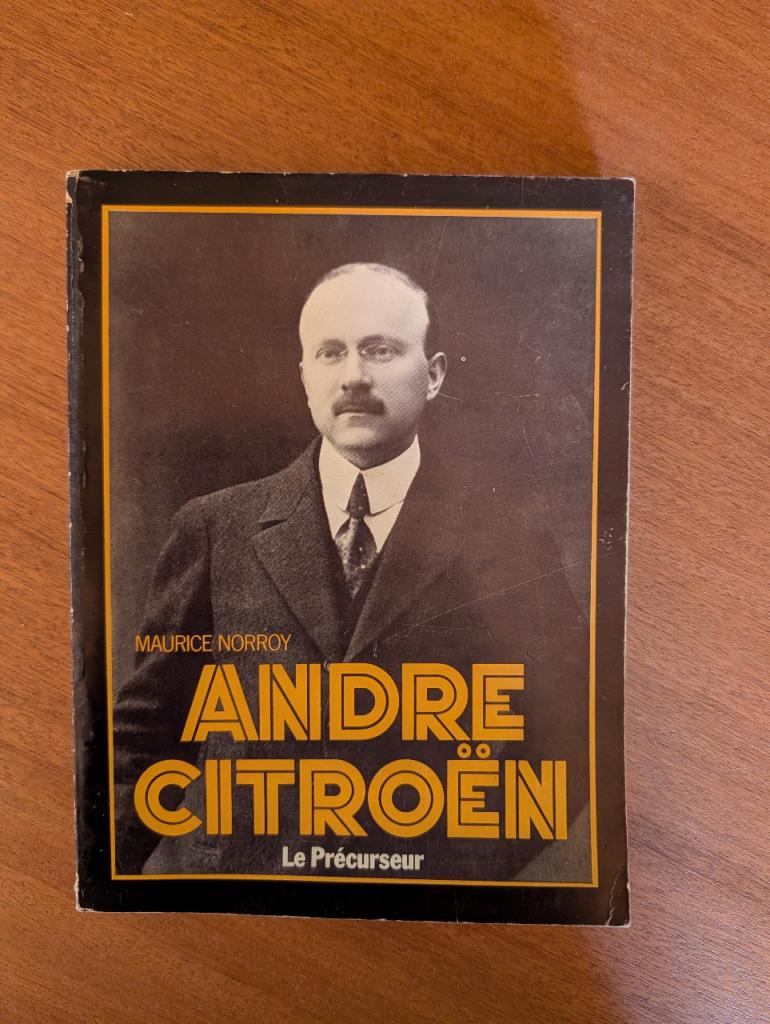 MAURICE NORROY
ANDRE
CITROËN
Le Précurseur